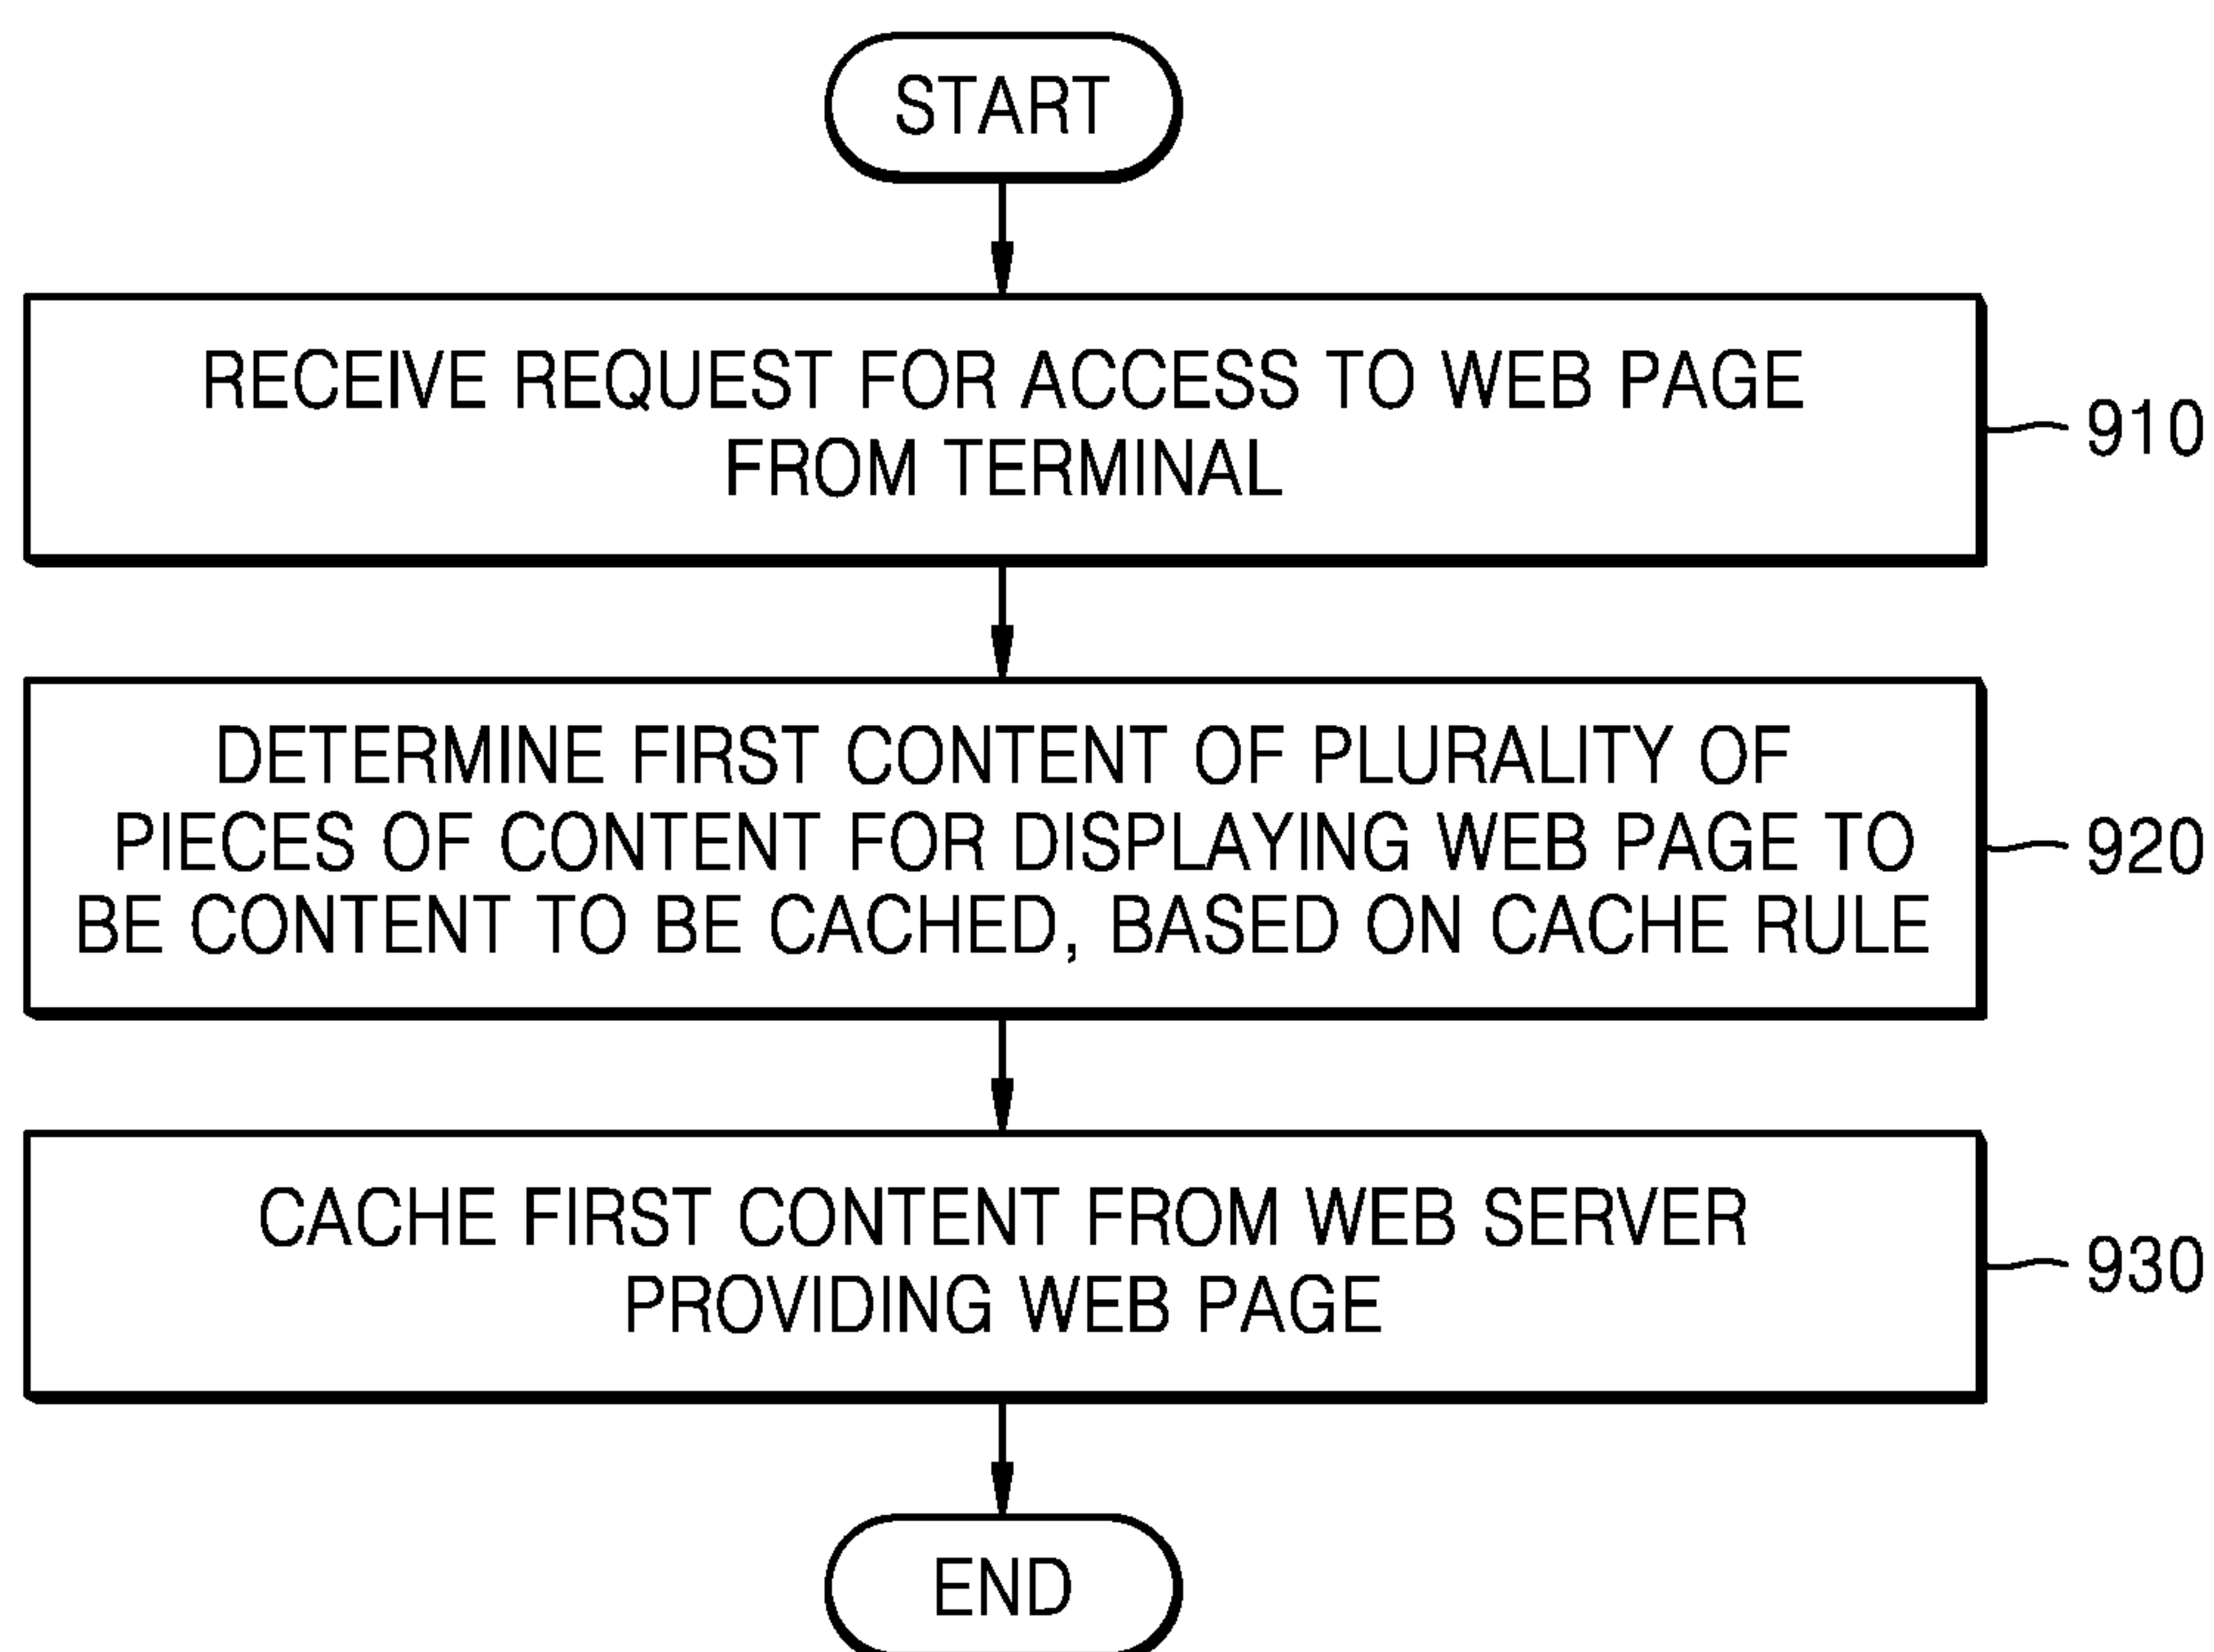 START
RECEIVE REQUEST FOR ACCESS TO WEB PAGE
FROM TERMINAL
910
DETERMINE FIRST CONTENT OF PLURALITY OF
PIECES OF CONTENT FOR DISPLAYING WEB PAGE TO
BE CONTENT TO BE CACHED, BASED ON CACHE RULE
920
CACHE FIRST CONTENT FROM WEB SERVER
PROVIDING WEB PAGE
930
END